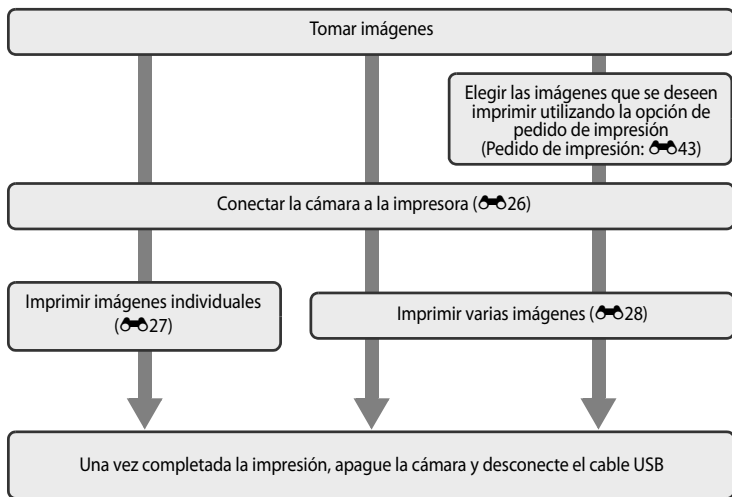 Tomar imágenes
Elegir las imágenes que se deseen
imprimir utilizando la opción de
pedido de impresión
(Pedido de impresión: 43)
Conectar la cámara a la impresora (26)
Imprimir imágenes individuales
(27)
Imprimir varias imágenes (28)
Una vez completada la impresión, apague la cámara y desconecte el cable USB